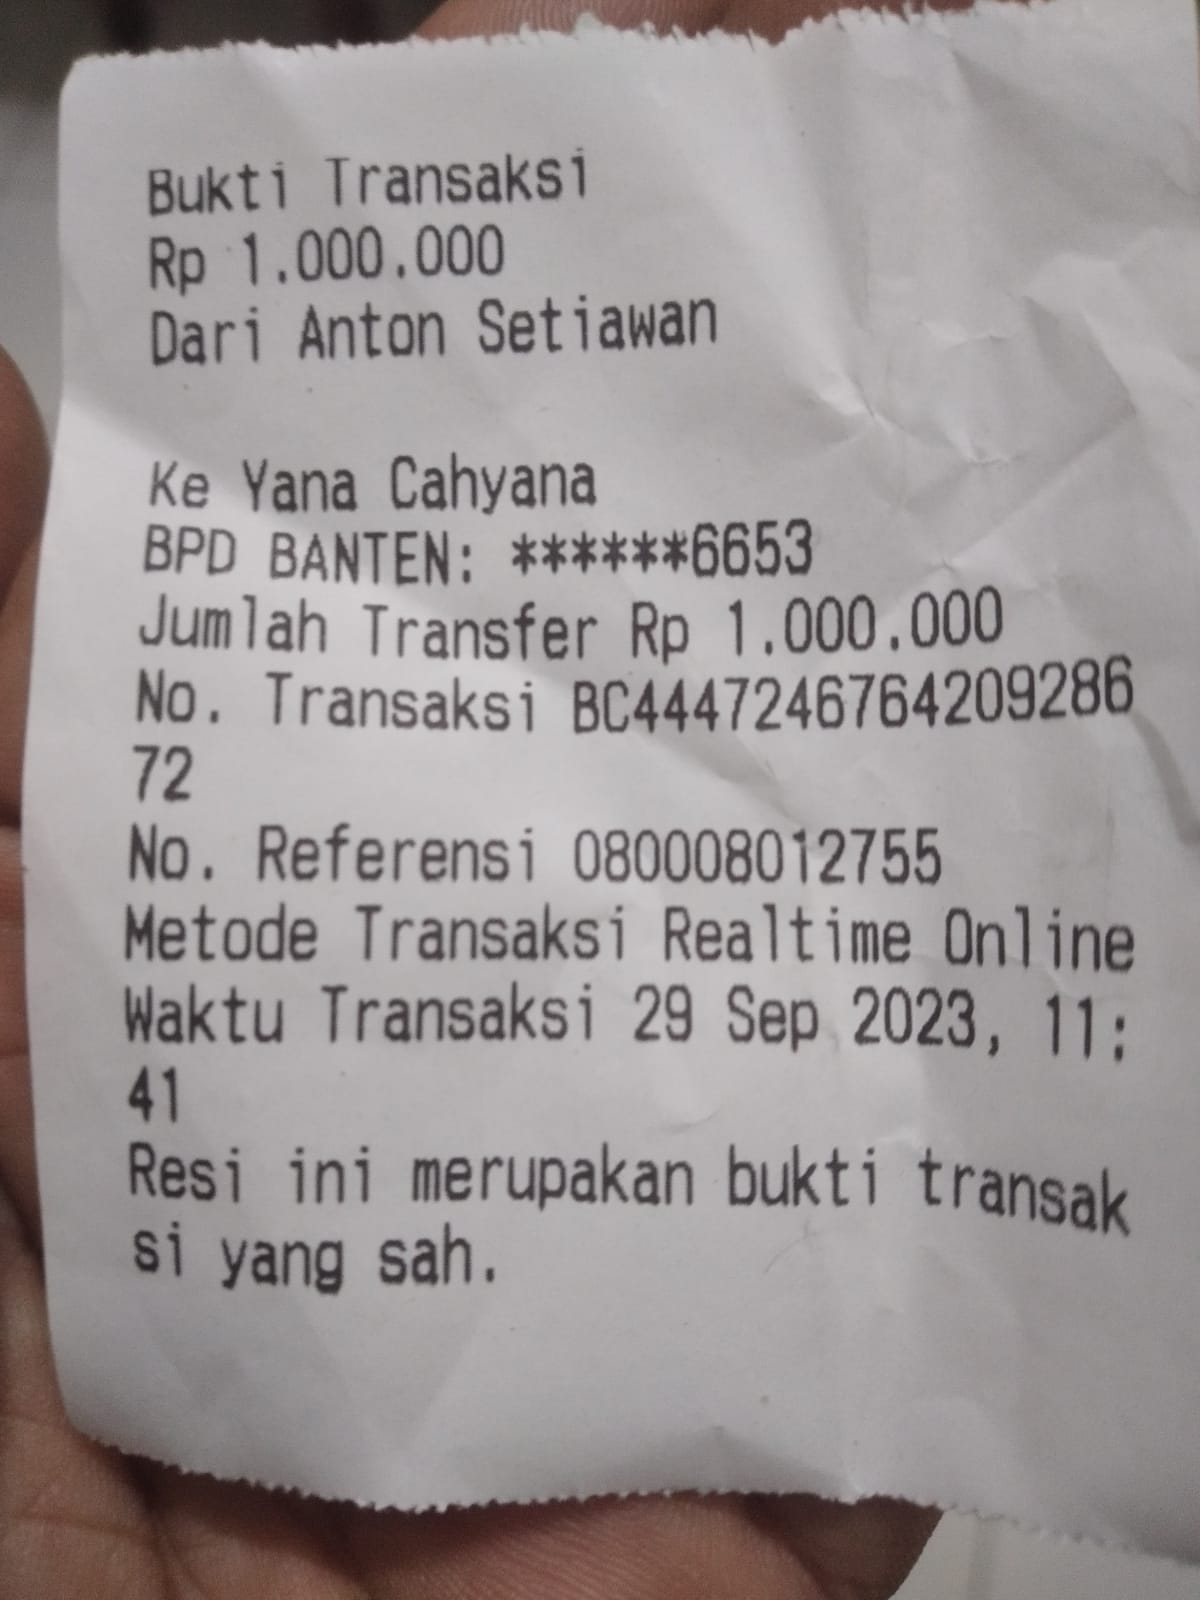 Bukti Transaksi
Rp 1.000.000
Dari Anton Setiawan
Ke Yana Cahyana
BPD BANTEN: ******6653
Jumlah Transfer Rp 1.000.000
No. Transaksi BC4447246764209286
72
No. Referensi 080008012755
Metode Transaksi Realtime Online
Waktu Transaksi 29 Sep 2023, 11:
41
Resi ini merupakan bukti transak
si yang sah.